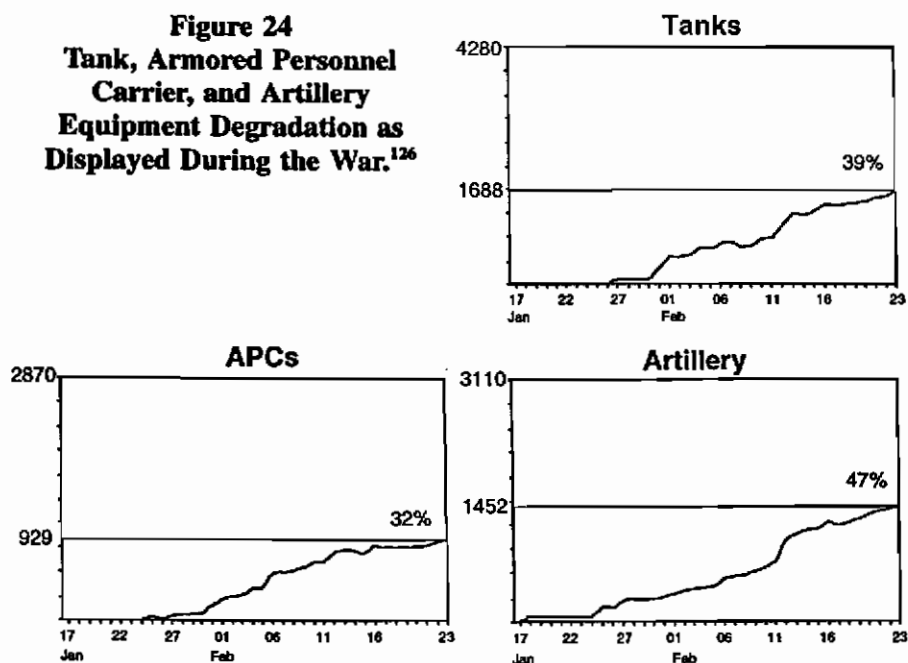 Figure 24
Tank, Armored Personnel
Carrier, and Artillery
Equipment Degradation as
Displayed During the War.¹²⁶
Tanks
4280
39%
1688
17 22 27 01 06 11 16 23
Jan Feb
APCs
2870
32%
929
17 22 27 01 06 11 16 23
Jan Feb
Artillery
3110
47%
1452
17 22 27 01 06 11 16 23
Jan Feb